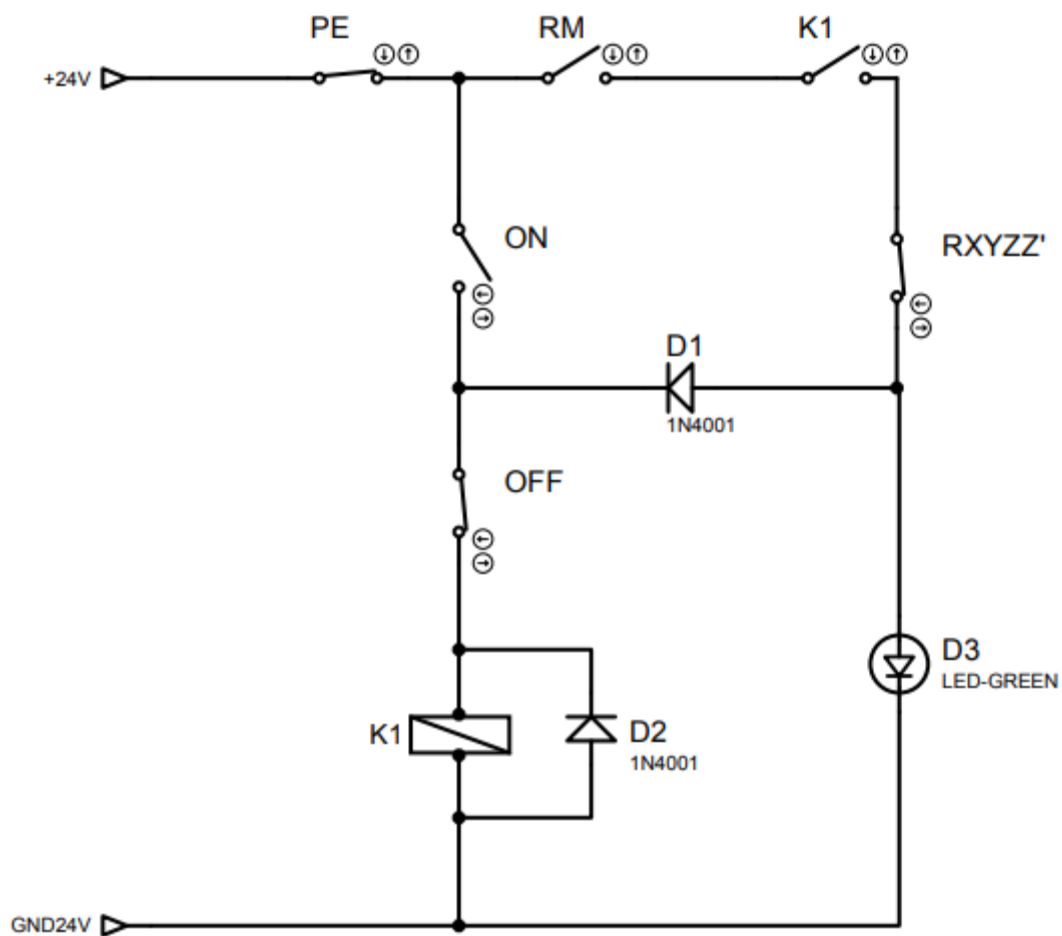 PE
RM
K1
+24V
ON
RXYZZ'
D1
1N4001
OFF
D3
LED-GREEN
K1
D2
1N4001
GND24V